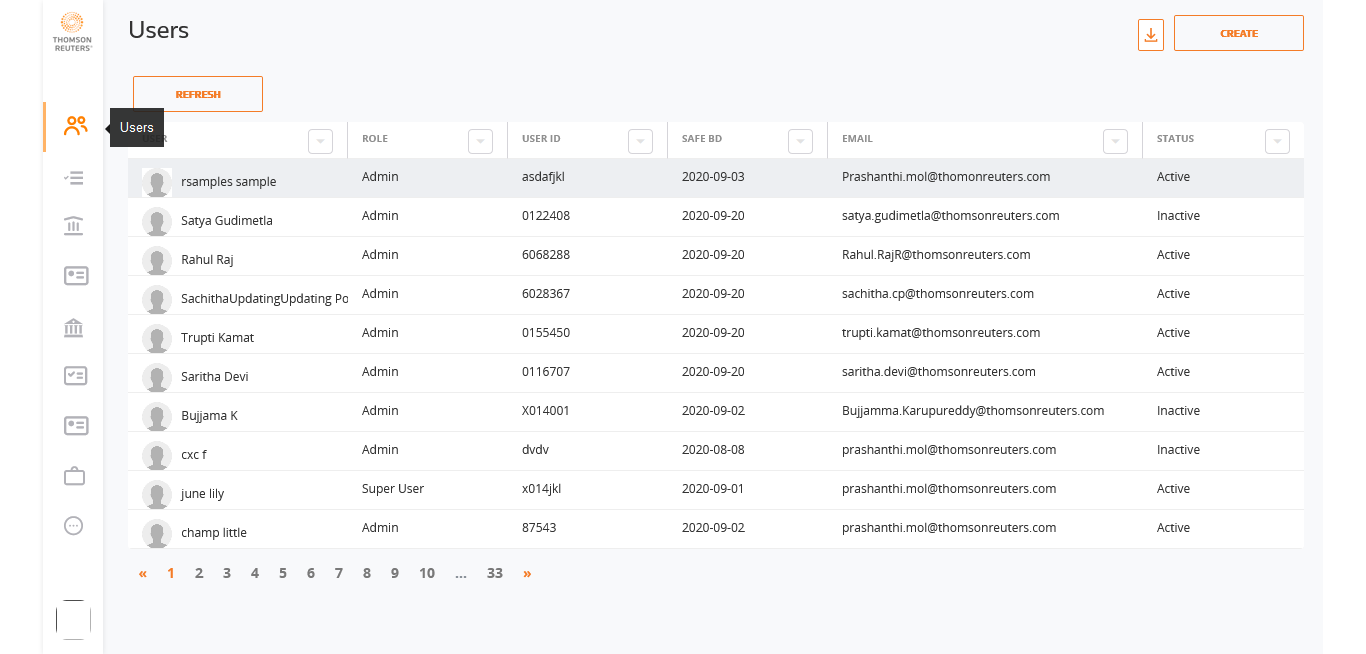 THOMSON
REUTERS
Users
CREATE
REFRESH
Users
ROLE USER ID SAFE BD EMAIL STATUS
rsamples sample Admin asdafjkl 2020-09-03 Prashanthi.mol@thomonreuters.com Active
Satya Gudimetla Admin 0122408 2020-09-20 satya.gudimetla@thomsonreuters.com Inactive
Rahul Raj Admin 6068288 2020-09-20 Rahul.RajR@thomsonreuters.com Active
SachithaUpdatingUpdating Po Admin 6028367 2020-09-20 sachitha.cp@thomsonreuters.com Active
Trupti Kamat Admin 0155450 2020-09-20 trupti.kamat@thomsonreuters.com Active
Saritha Devi Admin 0116707 2020-09-20 saritha.devi@thomsonreuters.com Active
Bujjama K Admin X014001 2020-09-02 Bujjamma.Karupureddy@thomsonreuters.com Inactive
cxc f Admin dvdv 2020-08-08 prashanthi.mol@thomsonreuters.com Inactive
june lily Super User x014jkl 2020-09-01 prashanthi.mol@thomsonreuters.com Active
champ little Admin 87543 2020-09-02 prashanthi.mol@thomsonreuters.com Active
« 1 2 3 4 5 6 7 8 9 10 ... 33 »